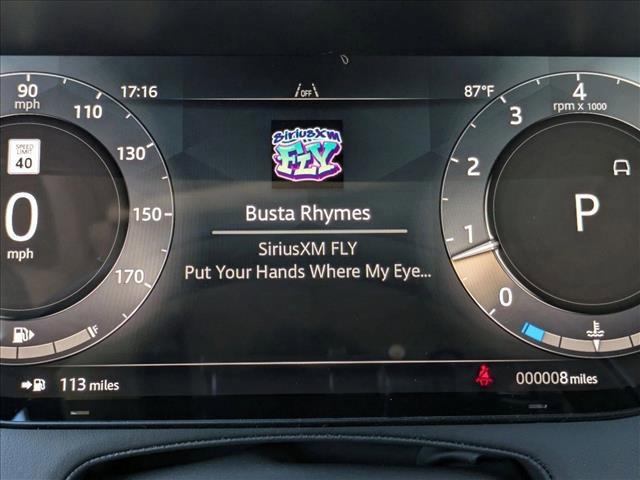 90
mph
110
130
150
170
SPEED
LIMIT
40
0
mph
F
113 miles
17:16
OFF
87°F
SiriusXM
FLY
Busta Rhymes
SiriusXM FLY
Put Your Hands Where My Eye...
4
rpm x 1000
3
2
1
0
P
000008 miles